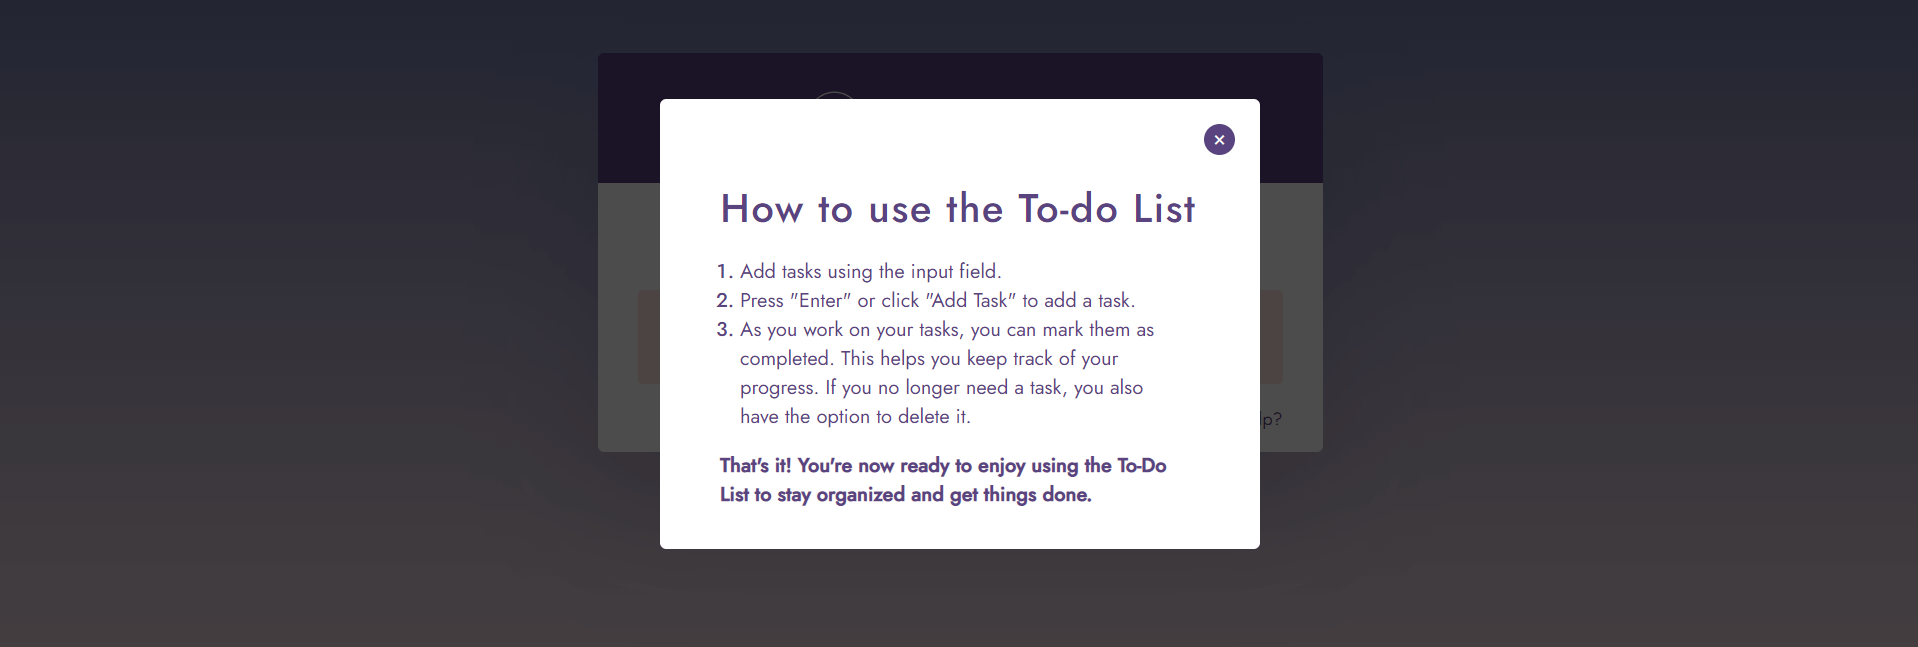 How to use the To-do List
1. Add tasks using the input field.
2. Press "Enter" or click "Add Task" to add a task.
3. As you work on your tasks, you can mark them as
completed. This helps you keep track of your
progress. If you no longer need a task, you also
have the option to delete it.
lp?
That's it! You're now ready to enjoy using the To-Do
List to stay organized and get things done.